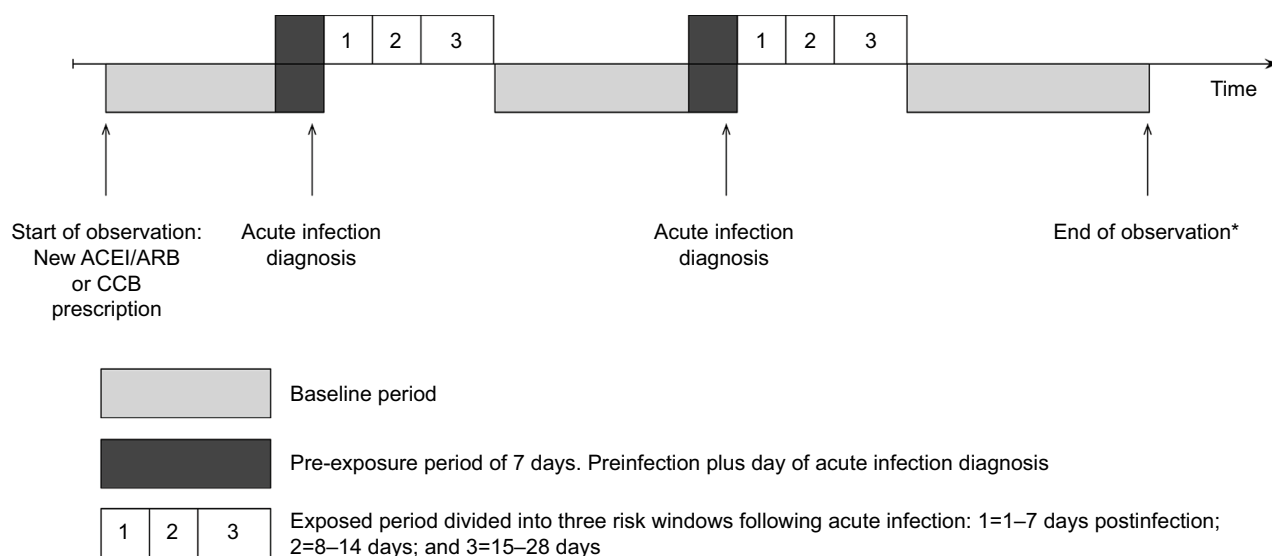 1 2 3 1 2 3
Time
Start of observation:
New ACEI/ARB
or CCB
prescription
Acute infection
diagnosis
Acute infection
diagnosis
End of observation*
Baseline period
Pre-exposure period of 7 days. Preinfection plus day of acute infection diagnosis
1 2 3
Exposed period divided into three risk windows following acute infection: 1=1–7 days postinfection;
2=8–14 days; and 3=15–28 days